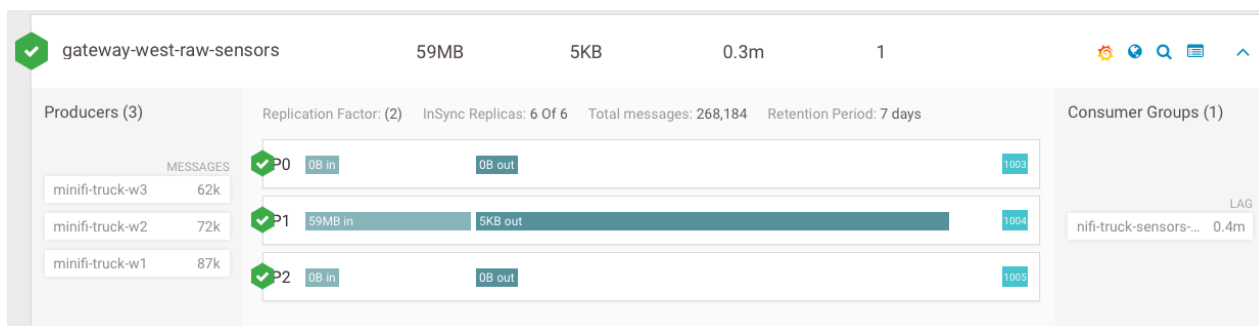 gateway-west-raw-sensors 59MB 5KB 0.3m 1
Producers (3)
MESSAGES
minifi-truck-w3 62k
minifi-truck-w2 72k
minifi-truck-w1 87k
Replication Factor: (2) InSync Replicas: 6 Of 6 Total messages: 268,184 Retention Period: 7 days
P0 0B in 0B out 1003
P1 59MB in 5KB out 1004
P2 0B in 0B out 1005
Consumer Groups (1)
LAG
nifi-truck-sensors-... 0.4m